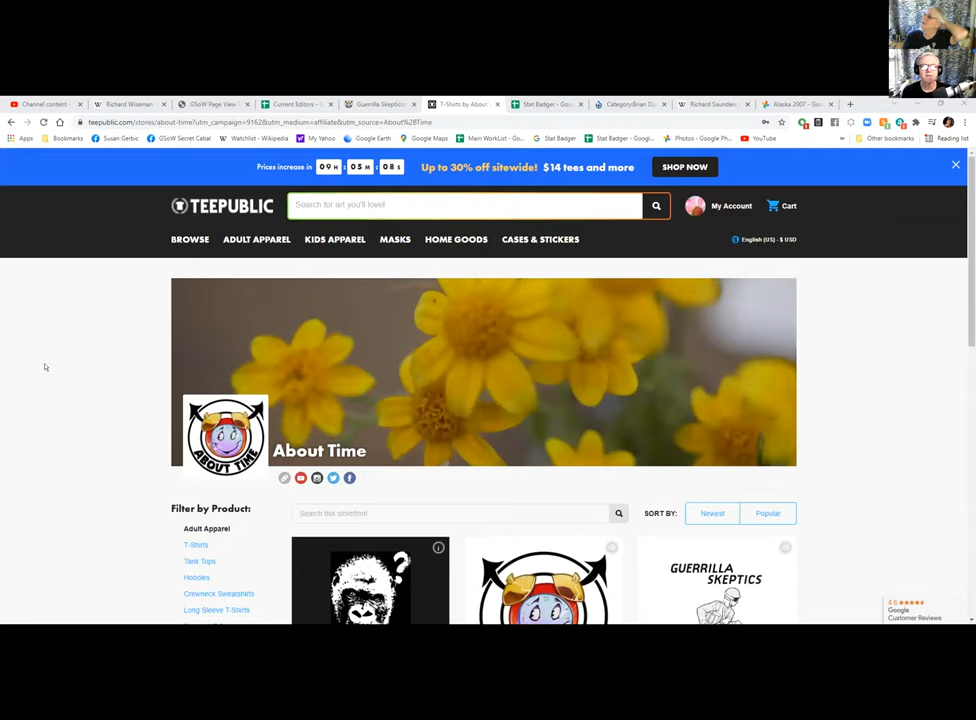 Channel content -
Richard Wiseman -
GSoW Page View
Current Editors -
Guerrilla Skeptics
T-Shirts by About
Stat Badger - Goo
Category:Brian Du
Richard Saunders
Alaska 2007 - Goo
teepublic.com/stores/about-time?utm_campaign=9162&utm_medium=affiliate&utm_source=About%2BTime
Apps
Bookmarks
Susan Gerbic
GSoW Secret Cabal
Watchlist - Wikipedia
My Yahoo
Google Earth
Google Maps
Main WorkList - Go...
Stat Badger
Stat Badger - Googl...
Photos - Google P...
YouTube
Other bookmarks
Reading list
Prices increase in 09 H : 05 M : 08 S Up to 30% off sitewide! $14 tees and more SHOP NOW
TEEPUBLIC
Search for art you'll love!
My Account
Cart
BROWSE ADULT APPAREL KIDS APPAREL MASKS HOME GOODS CASES & STICKERS
English (US) - $ USD
ABOUT TIME
About Time
Filter by Product:
Search this storefront
SORT BY: Newest Popular
Adult Apparel
T-Shirts
Tank Tops
Hoodies
Crewneck Sweatshirts
Long Sleeve T-Shirts
?
GUERRILLA
SKEPTICS
4.6
Google
Customer Reviews